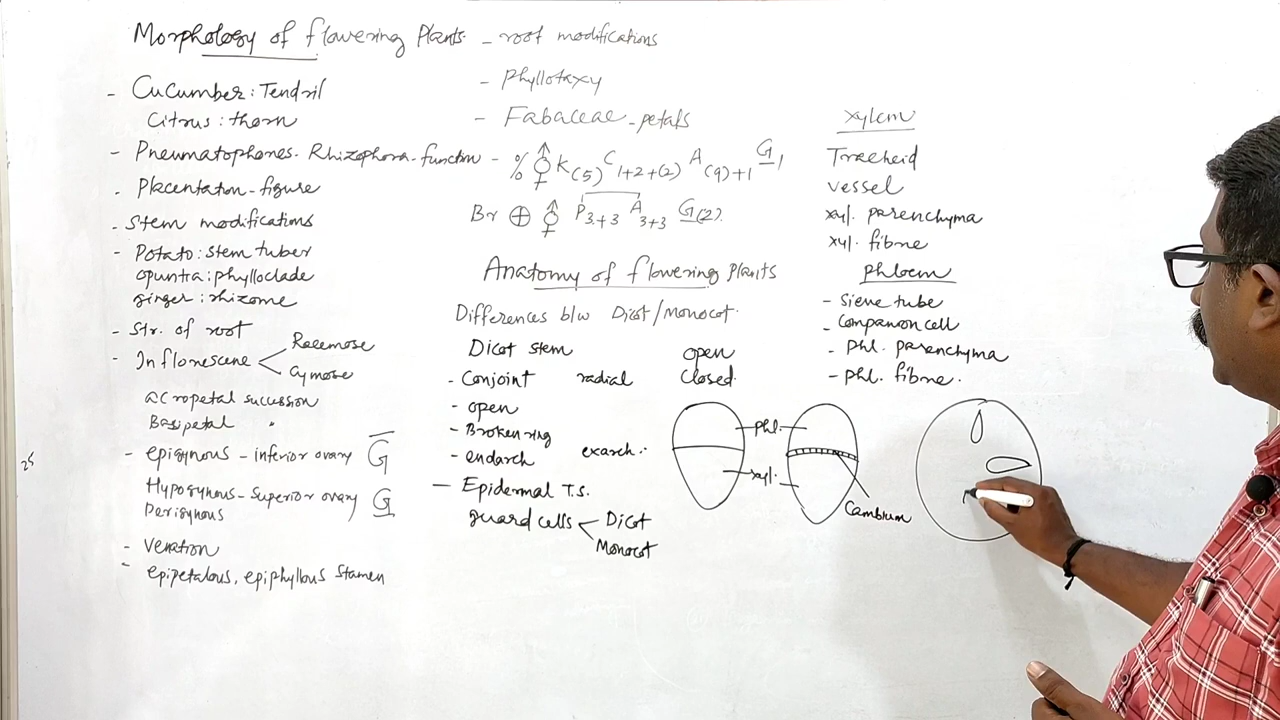 Morphology of flowering Plants - root modifications
- Cucumber: Tendril
Citrus: thorn
- Pneumatophones. Rhizophora - function
- Placentation - figure
- Stem modifications
- Potato: stem tuber
opuntia: phylloclade
ginger: rhizome
- Str. of root
- Inflorescence < Racemose
Cymose
acropetal succussion
Basipetal "
- epigynous - inferior ovary G̅
Hypogynous - superior ovary G̲
Perigynous
- Venation
- epipetalous, epiphyllous stamen
- Phyllotaxy
- Fabaceae - petals
- % ⚥ K(5) C1+2+(2) A(9)+1 G̲1
Br ⊕ ⚥ P3+3 A3+3 G̲(2)
Anatomy of flowering plants
Differences b/w Dicot/Monocot.
Dicot stem
- Conjoint radial
- open
- Broken ring
- endarch exarch
- Epidermal T.S.
guard cells < Dicot
Monocot
open
closed
phl.
xyl.
Cambium
xylem
Tracheid
vessel
xyl. parenchyma
xyl. fibre
phloem
- Sieve tube
- Companion cell
- Phl. parenchyma
- phl. fibre.